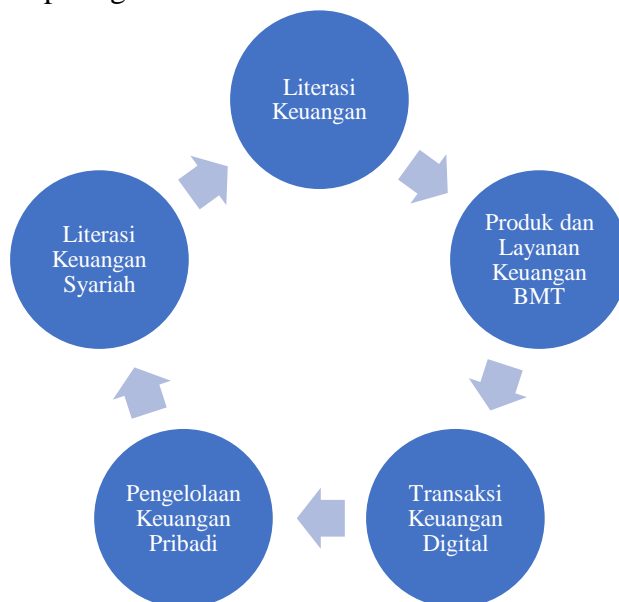 Literasi
Keuangan
Produk dan
Layanan
Keuangan
BMT
Transaksi
Keuangan
Digital
Pengelolaan
Keuangan
Pribadi
Literasi
Keuangan
Syariah